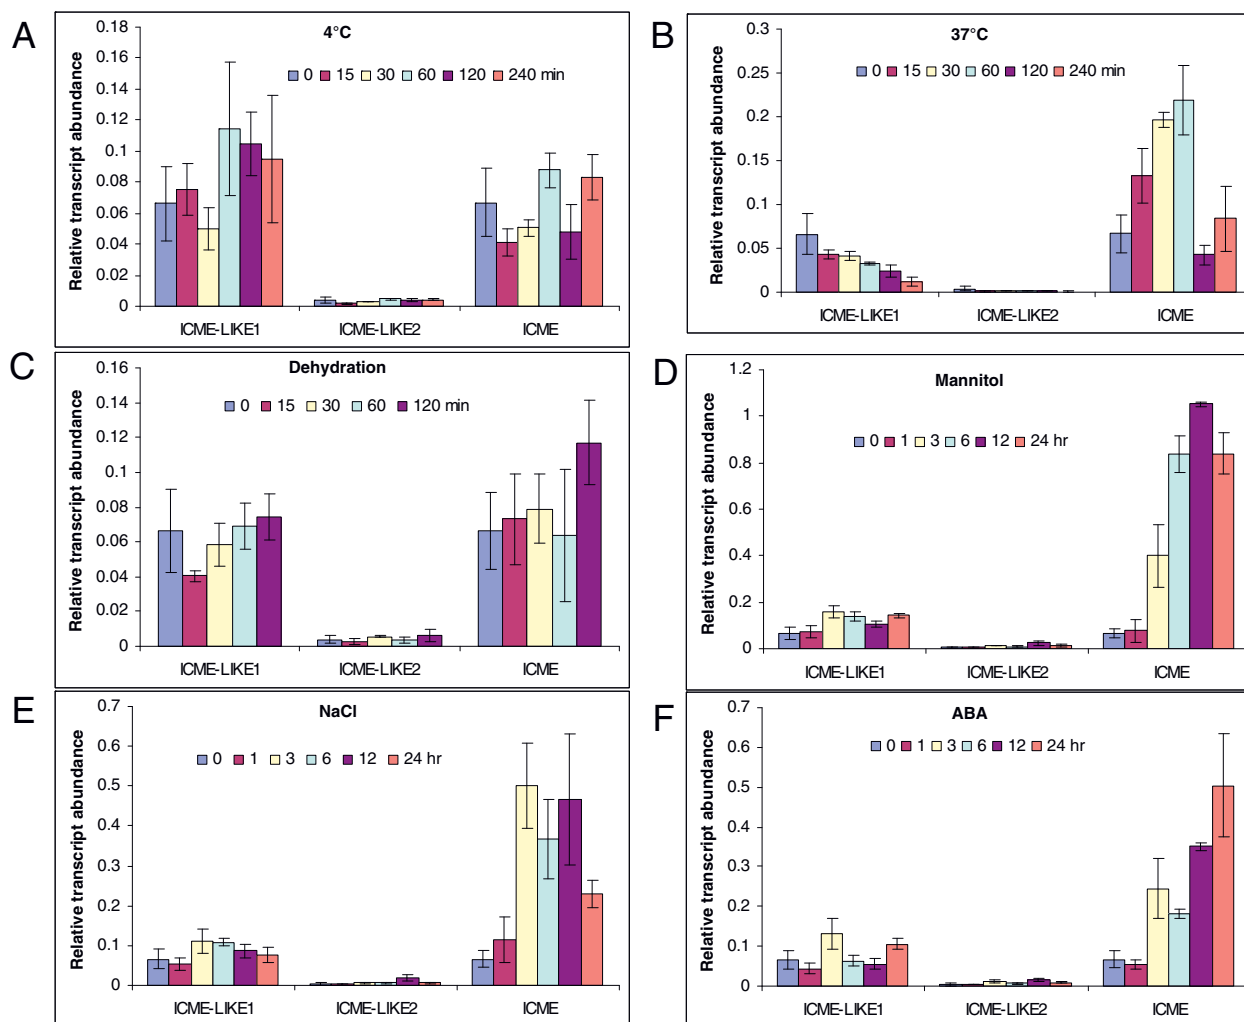 A
4°C
0 15 30 60 120 240 min
Relative transcript abundance
0.18
0.16
0.14
0.12
0.1
0.08
0.06
0.04
0.02
0
ICME-LIKE1 ICME-LIKE2 ICME
B
37°C
0 15 30 60 120 240 min
Relative transcript abundance
0.3
0.25
0.2
0.15
0.1
0.05
0
ICME-LIKE1 ICME-LIKE2 ICME
C
Dehydration
0 15 30 60 120 min
Relative transcript abundance
0.16
0.14
0.12
0.1
0.08
0.06
0.04
0.02
0
ICME-LIKE1 ICME-LIKE2 ICME
D
Mannitol
0 1 3 6 12 24 hr
Relative transcript abundance
1.2
1
0.8
0.6
0.4
0.2
0
ICME-LIKE1 ICME-LIKE2 ICME
E
NaCl
0 1 3 6 12 24 hr
Relative transcript abundance
0.7
0.6
0.5
0.4
0.3
0.2
0.1
0
ICME-LIKE1 ICME-LIKE2 ICME
F
ABA
0 1 3 6 12 24 hr
Relative transcript abundance
0.7
0.6
0.5
0.4
0.3
0.2
0.1
0
ICME-LIKE1 ICME-LIKE2 ICME